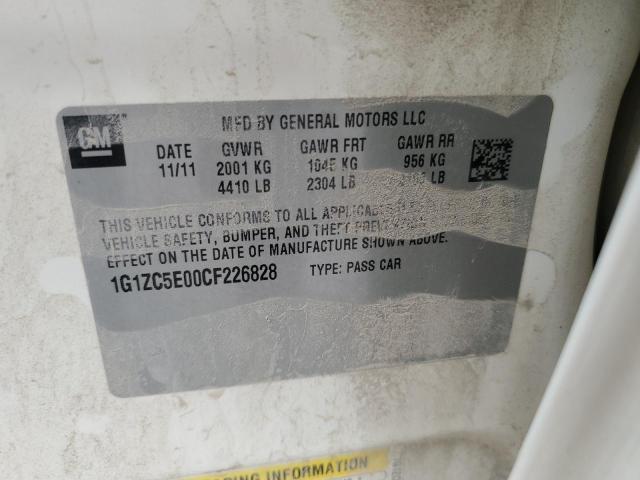 GM
MFD BY GENERAL MOTORS LLC
DATE GVWR GAWR FRT GAWR RR
11/11 2001 KG 1045 KG 956 KG
4410 LB 2304 LB LB
THIS VEHICLE CONFORMS TO ALL APPLICABLE
VEHICLE SAFETY, BUMPER, AND THEFT PREVENTION
EFFECT ON THE DATE OF MANUFACTURE SHOWN ABOVE.
1G1ZC5E00CF226828 TYPE: PASS CAR
INFORMATION